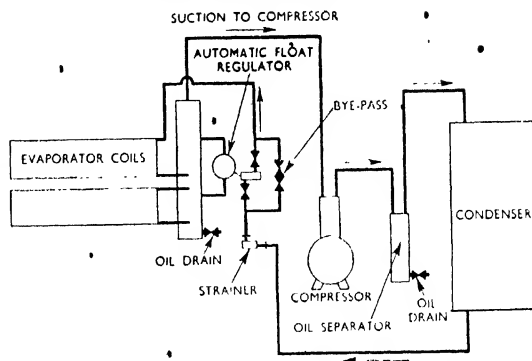 SUCTION TO COMPRESSOR
AUTOMATIC FLOAT
REGULATOR
BYE-PASS
EVAPORATOR COILS
CONDENSER
OIL DRAIN
STRAINER
COMPRESSOR
OIL
DRAIN
OIL SEPARATOR